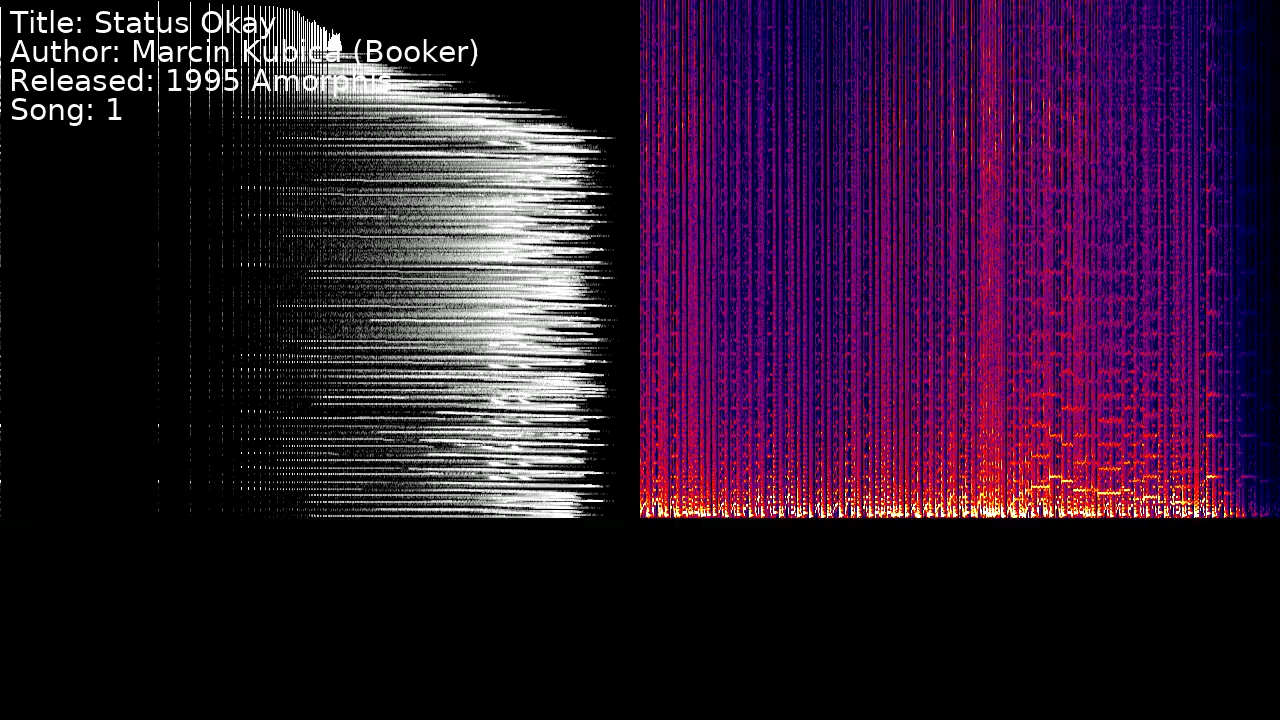 Title: Status Okay
Author: Marcin Kubica (Booker)
Released: 1995 Amorphis
Song: 1